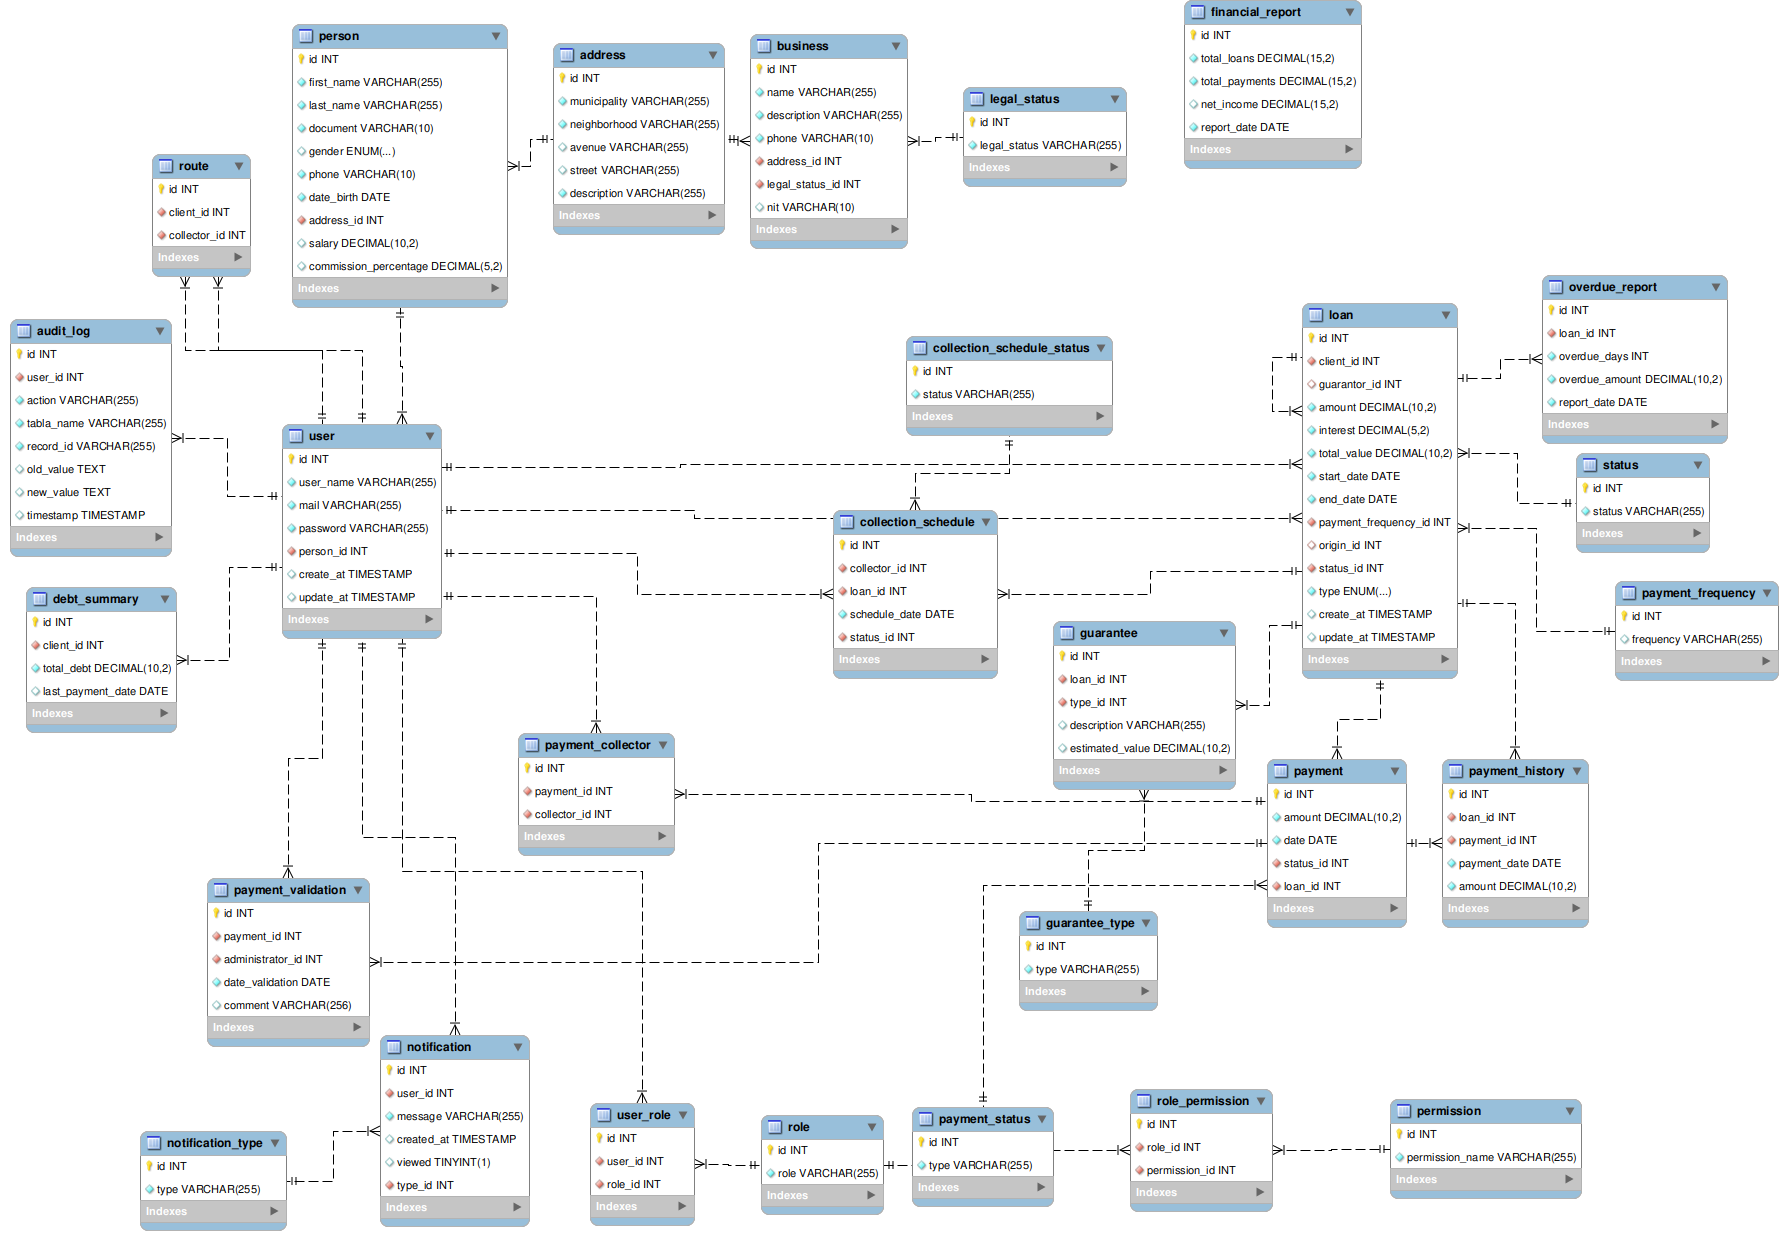 person
id INT
first_name VARCHAR(255)
last_name VARCHAR(255)
document VARCHAR(10)
gender ENUM(...)
phone VARCHAR(10)
date_birth DATE
address_id INT
salary DECIMAL(10,2)
commission_percentage DECIMAL(5,2)
Indexes
address
id INT
municipality VARCHAR(255)
neighborhood VARCHAR(255)
avenue VARCHAR(255)
street VARCHAR(255)
description VARCHAR(255)
Indexes
business
id INT
name VARCHAR(255)
description VARCHAR(255)
phone VARCHAR(10)
address_id INT
legal_status_id INT
nit VARCHAR(10)
Indexes
legal_status
id INT
legal_status VARCHAR(255)
Indexes
financial_report
id INT
total_loans DECIMAL(15,2)
total_payments DECIMAL(15,2)
net_income DECIMAL(15,2)
report_date DATE
Indexes
route
id INT
client_id INT
collector_id INT
Indexes
audit_log
id INT
user_id INT
action VARCHAR(255)
tabla_name VARCHAR(255)
record_id VARCHAR(255)
old_value TEXT
new_value TEXT
timestamp TIMESTAMP
Indexes
user
id INT
user_name VARCHAR(255)
mail VARCHAR(255)
password VARCHAR(255)
person_id INT
create_at TIMESTAMP
update_at TIMESTAMP
Indexes
collection_schedule_status
id INT
status VARCHAR(255)
Indexes
loan
id INT
client_id INT
guarantor_id INT
amount DECIMAL(10,2)
interest DECIMAL(5,2)
total_value DECIMAL(10,2)
start_date DATE
end_date DATE
payment_frequency_id INT
origin_id INT
status_id INT
type ENUM(...)
create_at TIMESTAMP
update_at TIMESTAMP
Indexes
overdue_report
id INT
loan_id INT
overdue_days INT
overdue_amount DECIMAL(10,2)
report_date DATE
Indexes
status
id INT
status VARCHAR(255)
Indexes
collection_schedule
id INT
collector_id INT
loan_id INT
schedule_date DATE
status_id INT
Indexes
payment_frequency
id INT
frequency VARCHAR(255)
Indexes
debt_summary
id INT
client_id INT
total_debt DECIMAL(10,2)
last_payment_date DATE
Indexes
guarantee
id INT
loan_id INT
type_id INT
description VARCHAR(255)
estimated_value DECIMAL(10,2)
Indexes
payment_collector
id INT
payment_id INT
collector_id INT
Indexes
payment
id INT
amount DECIMAL(10,2)
date DATE
status_id INT
loan_id INT
Indexes
payment_history
id INT
loan_id INT
payment_id INT
payment_date DATE
amount DECIMAL(10,2)
Indexes
payment_validation
id INT
payment_id INT
administrator_id INT
date_validation DATE
comment VARCHAR(256)
Indexes
guarantee_type
id INT
type VARCHAR(255)
Indexes
notification
id INT
user_id INT
message VARCHAR(255)
created_at TIMESTAMP
viewed TINYINT(1)
type_id INT
Indexes
notification_type
id INT
type VARCHAR(255)
Indexes
user_role
id INT
user_id INT
role_id INT
Indexes
role
id INT
role VARCHAR(255)
Indexes
payment_status
id INT
type VARCHAR(255)
Indexes
role_permission
id INT
role_id INT
permission_id INT
Indexes
permission
id INT
permission_name VARCHAR(255)
Indexes